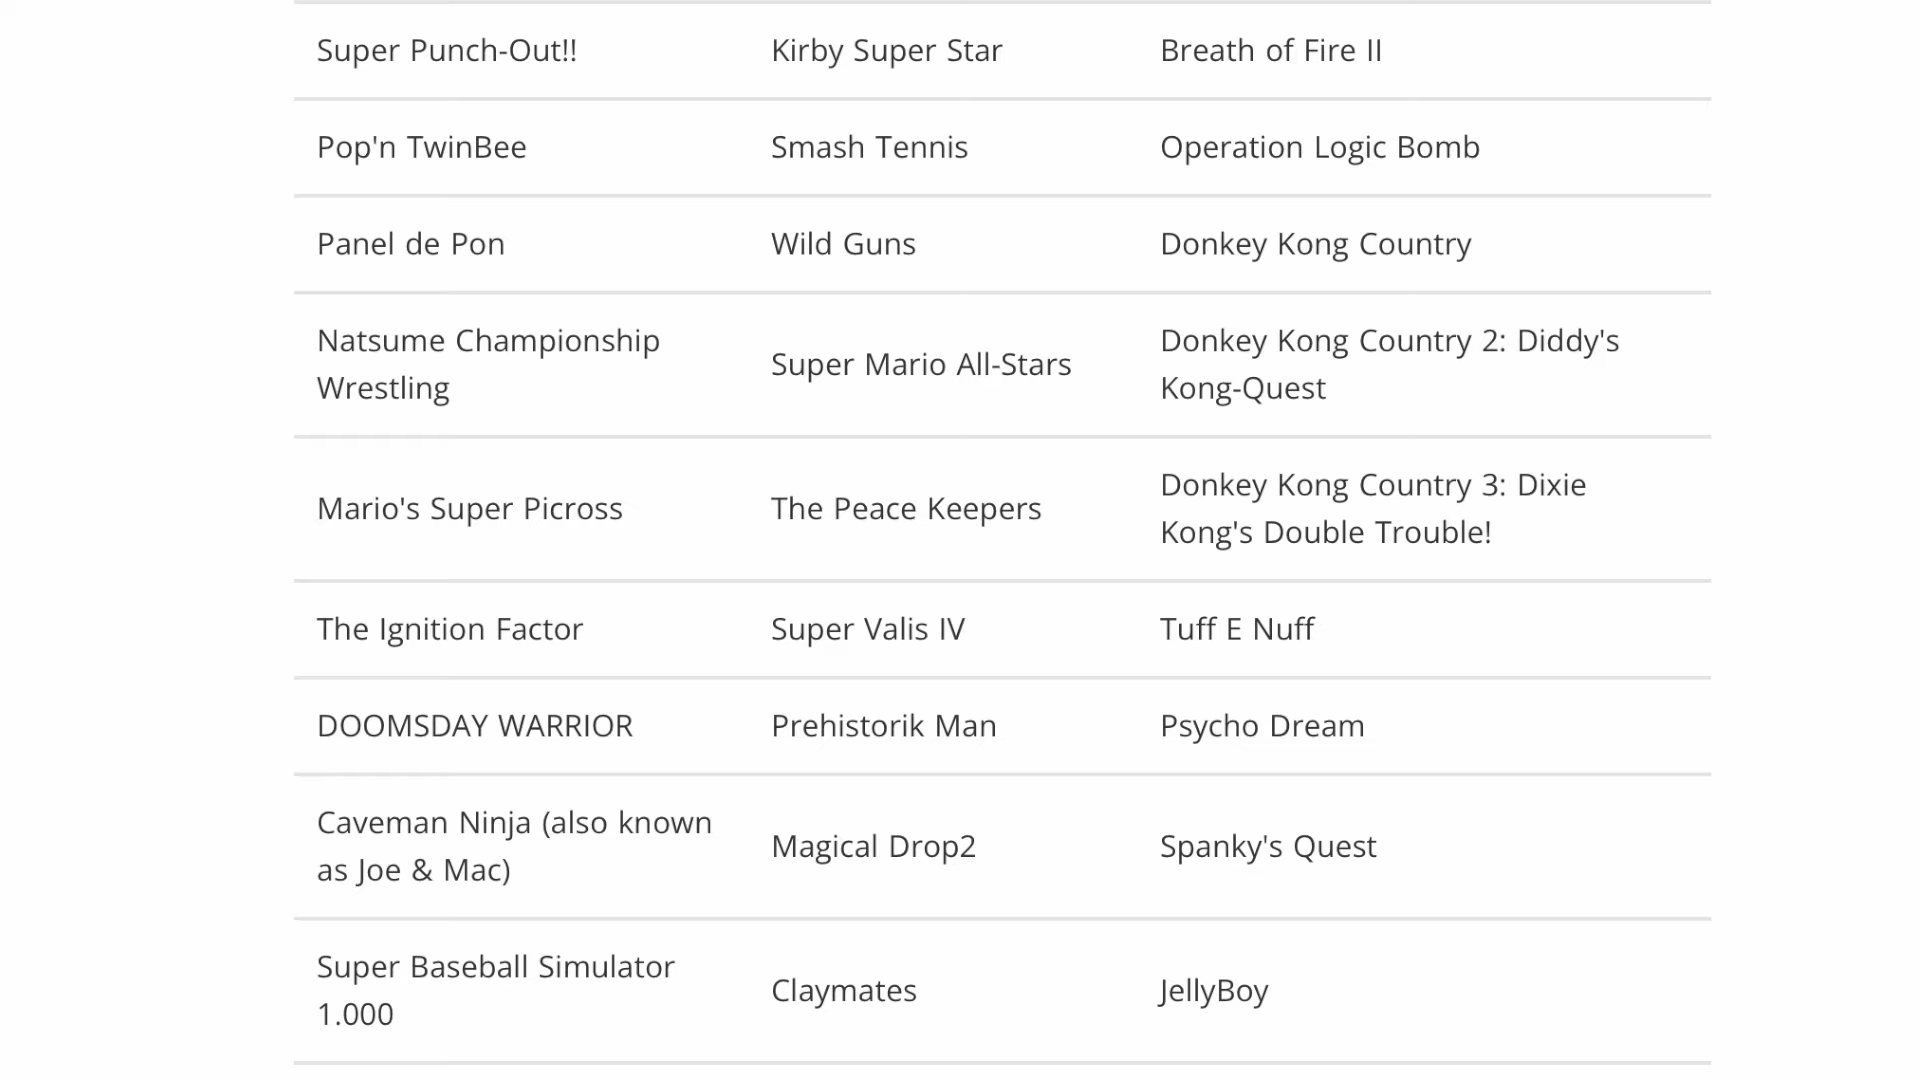 Super Punch-Out!!
Kirby Super Star
Breath of Fire II
Pop'n TwinBee
Smash Tennis
Operation Logic Bomb
Panel de Pon
Wild Guns
Donkey Kong Country
Natsume Championship
Wrestling
Super Mario All-Stars
Donkey Kong Country 2: Diddy's
Kong-Quest
Mario's Super Picross
The Peace Keepers
Donkey Kong Country 3: Dixie
Kong's Double Trouble!
The Ignition Factor
Super Valis IV
Tuff E Nuff
DOOMSDAY WARRIOR
Prehistorik Man
Psycho Dream
Caveman Ninja (also known
as Joe & Mac)
Magical Drop2
Spanky's Quest
Super Baseball Simulator
1.000
Claymates
JellyBoy